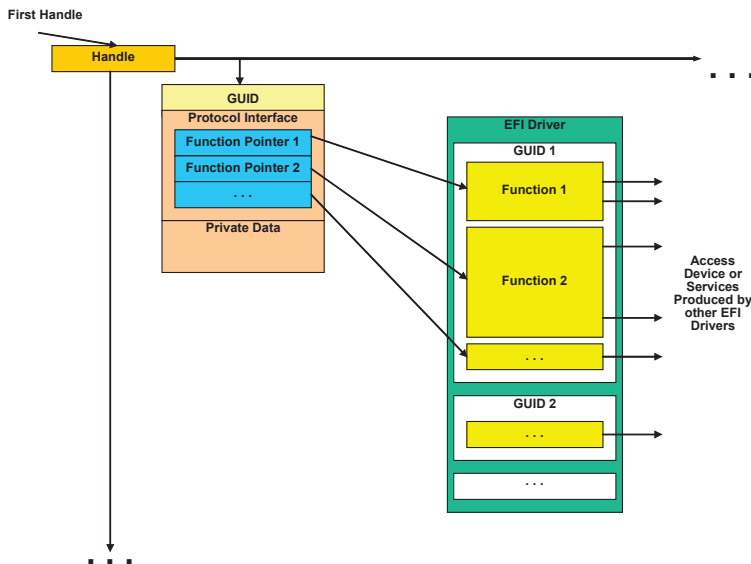 First Handle
Handle
. . .
GUID
Protocol Interface
Function Pointer 1
Function Pointer 2
. . .
Private Data
EFI Driver
GUID 1
Function 1
Function 2
. . .
GUID 2
. . .
. . .
Access
Device or
Services
Produced by
other EFI
Drivers
. . .